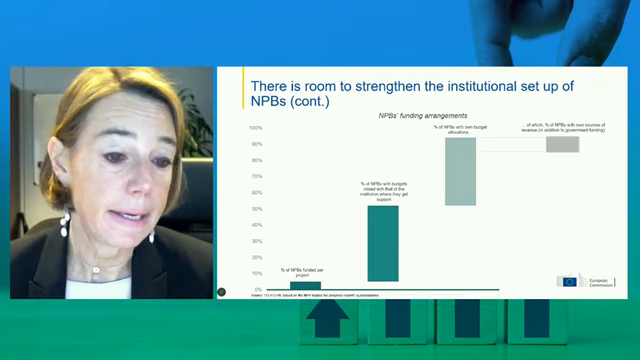 There is room to strengthen the institutional set up of
NPBs (cont.)
NPBs' funding arrangements
100%
90%
80%
70%
60%
50%
40%
30%
20%
10%
0%
% of NPBs funded per
project
% of NPBs with budgets
mixed with that of the
institution where they get
support
% of NPBs with own budget
allocations,
... of which, % of NPBs with own sources of
revenue (in addition to government funding)
European
Commission